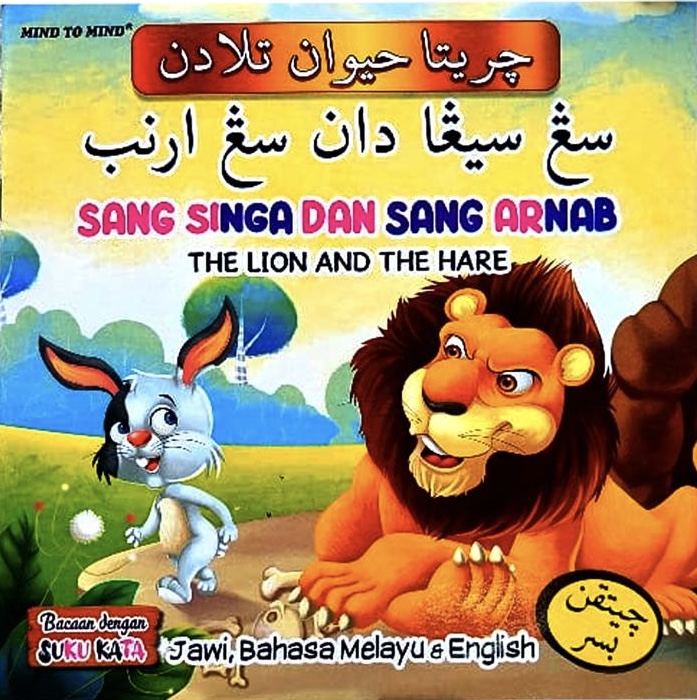 MIND TO MIND®
چريتا حيوان تلادن
سڠ سيڠا دان سڠ ارنب
SANG SINGA DAN SANG ARNAB
THE LION AND THE HARE
Bacaan dengan
SUKU KATA
Jawi, Bahasa Melayu & English
چيتقن
بسر